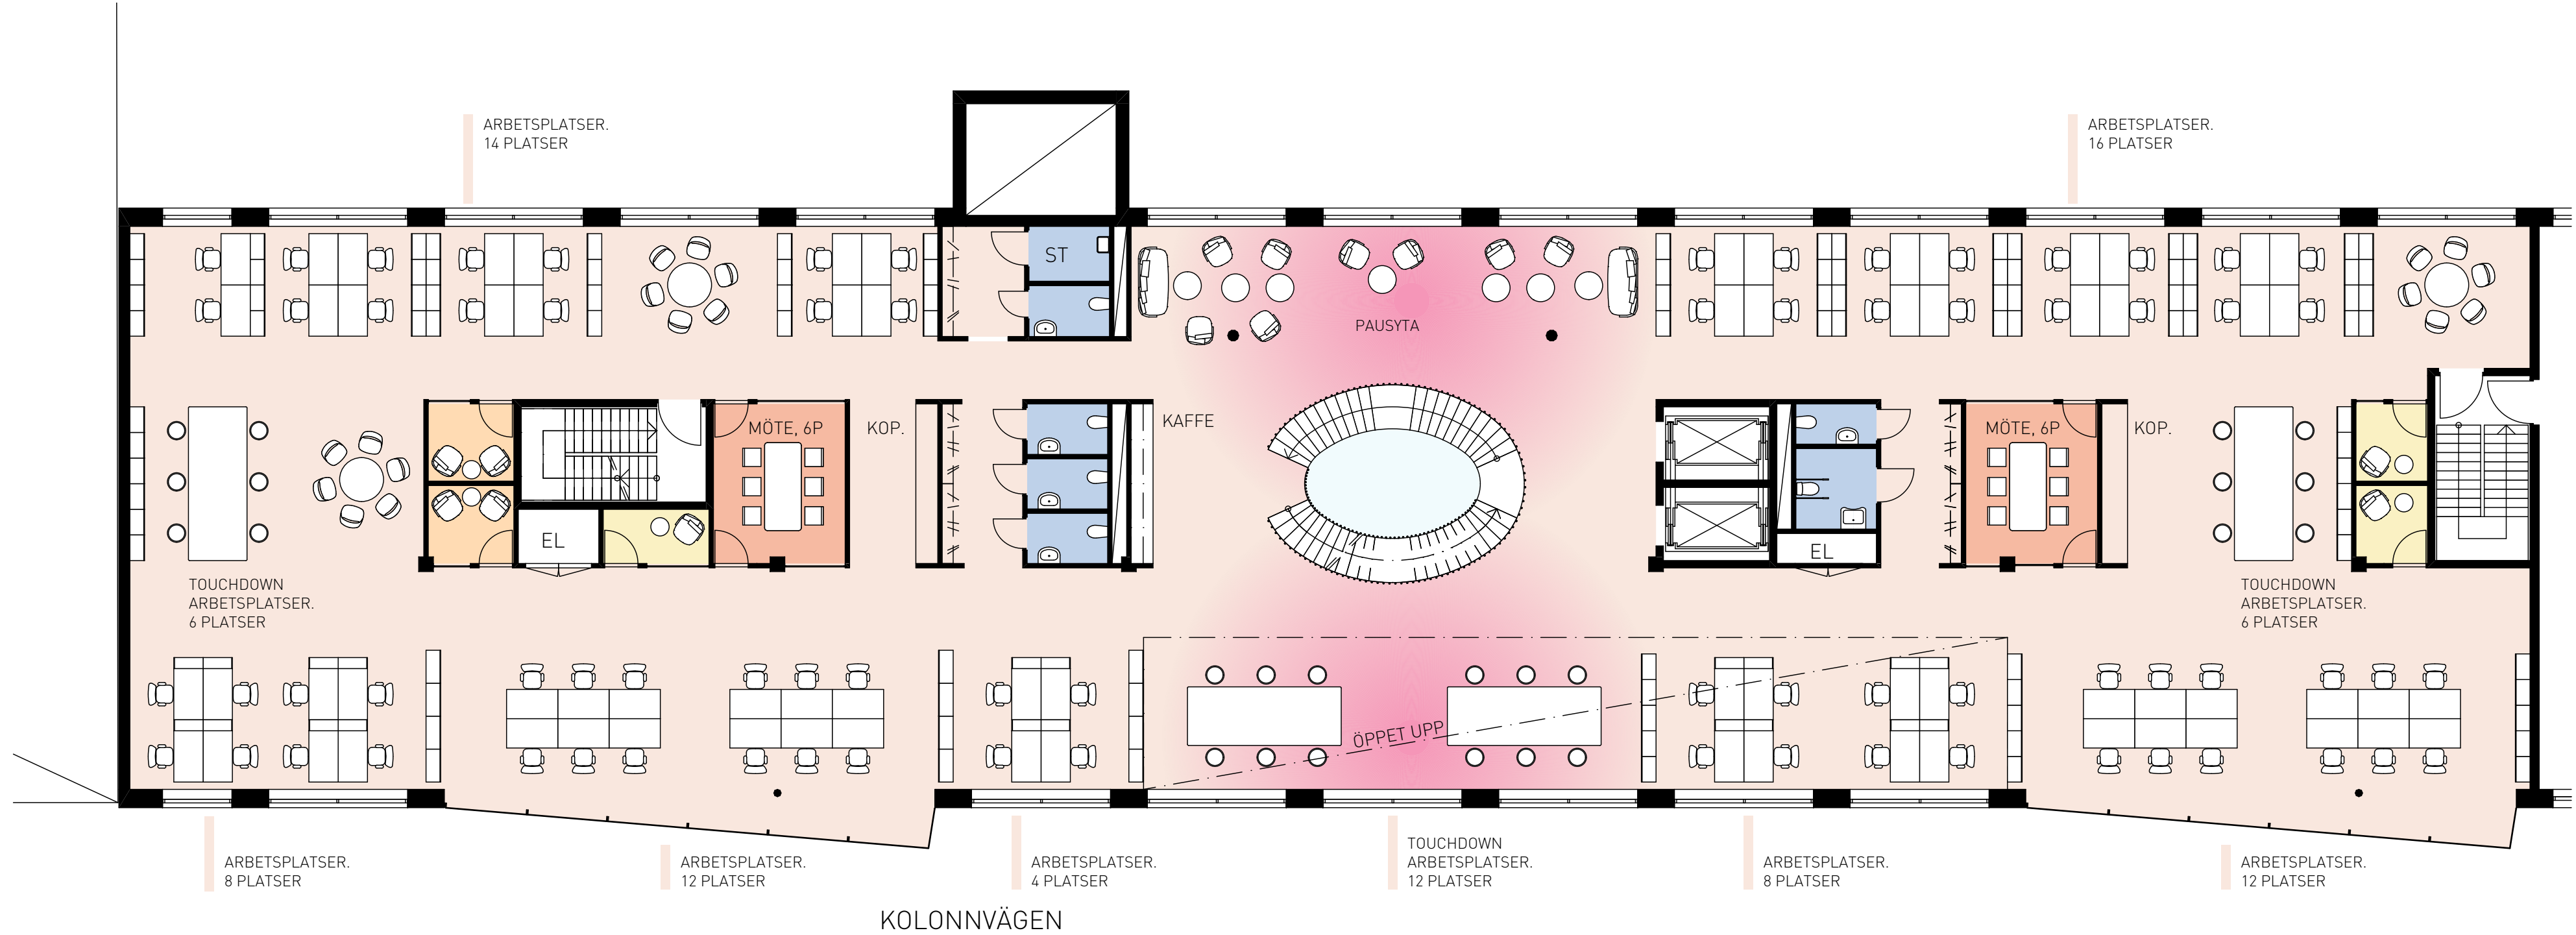 ARBETSPLATSER.
14 PLATSER
ARBETSPLATSER.
16 PLATSER
ST
PAUSYTA
MÖTE, 6P
KOP.
KAFFE
MÖTE, 6P
KOP.
EL
EL
TOUCHDOWN
ARBETSPLATSER.
6 PLATSER
TOUCHDOWN
ARBETSPLATSER.
6 PLATSER
ÖPPET UPP
ARBETSPLATSER.
8 PLATSER
ARBETSPLATSER.
12 PLATSER
ARBETSPLATSER.
4 PLATSER
TOUCHDOWN
ARBETSPLATSER.
12 PLATSER
ARBETSPLATSER.
8 PLATSER
ARBETSPLATSER.
12 PLATSER
KOLONNVÄGEN